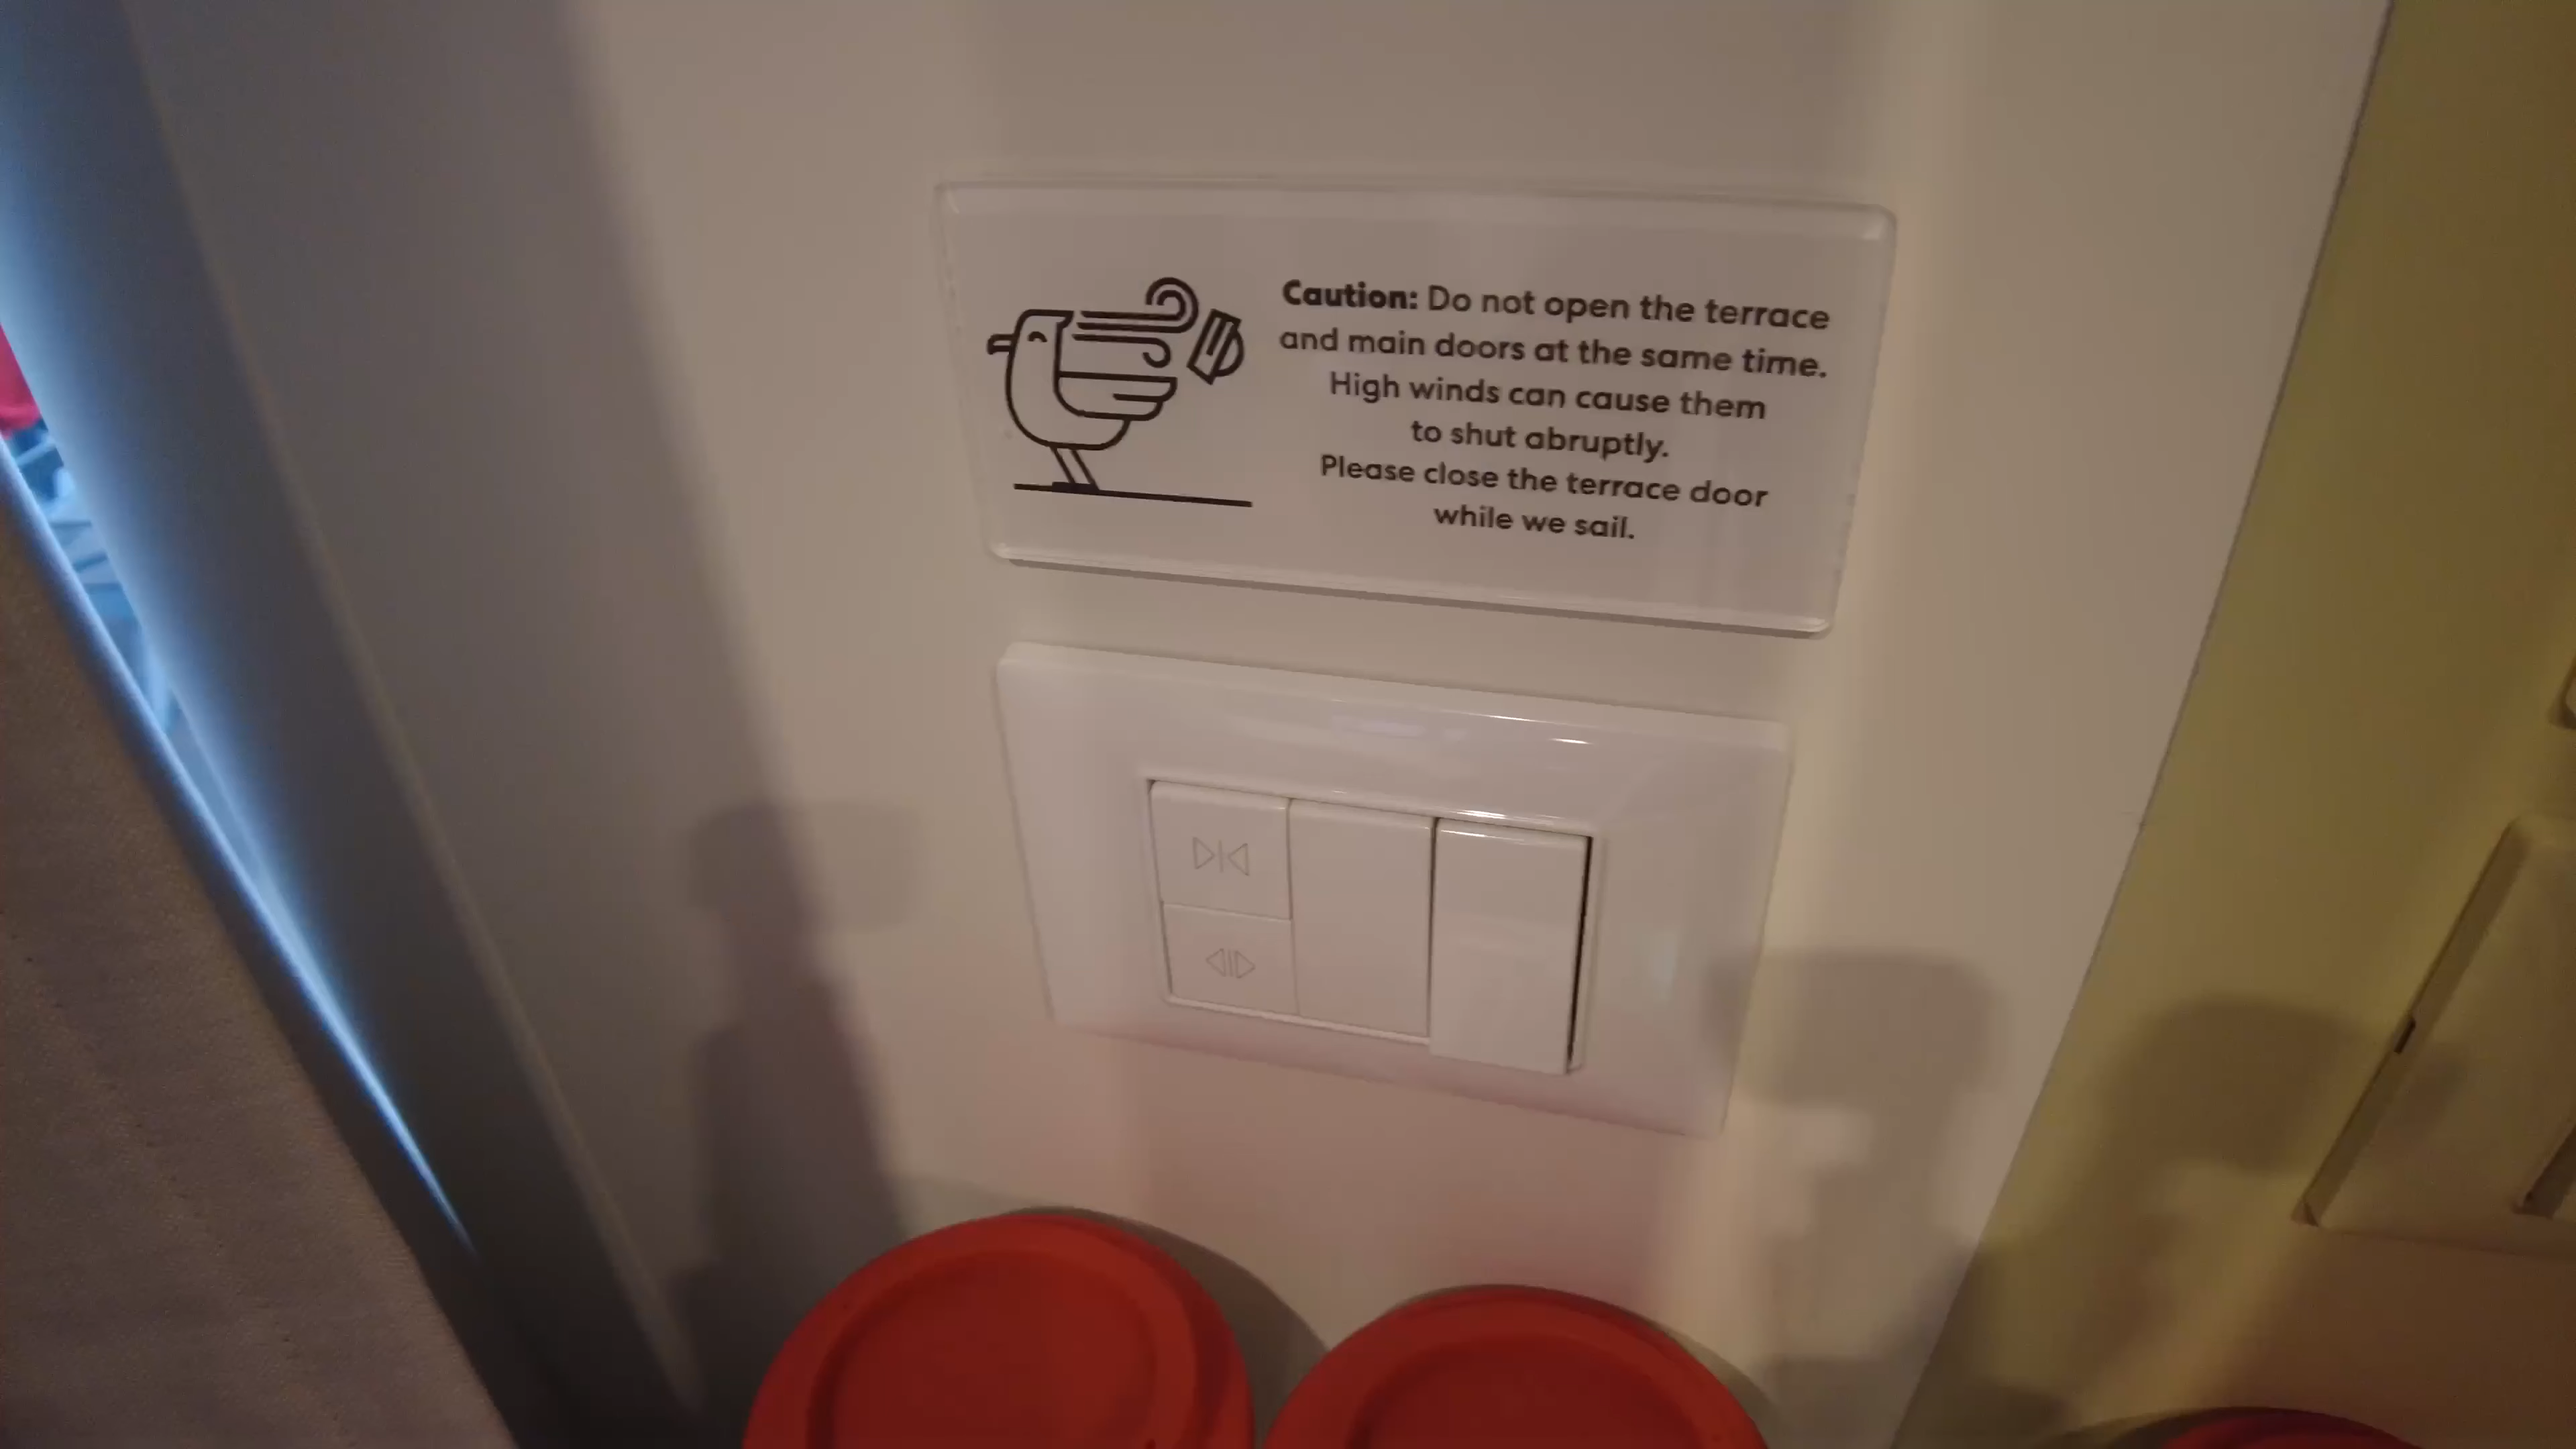 Caution: Do not open the terrace
and main doors at the same time.
High winds can cause them
to shut abruptly.
Please close the terrace door
while we sail.